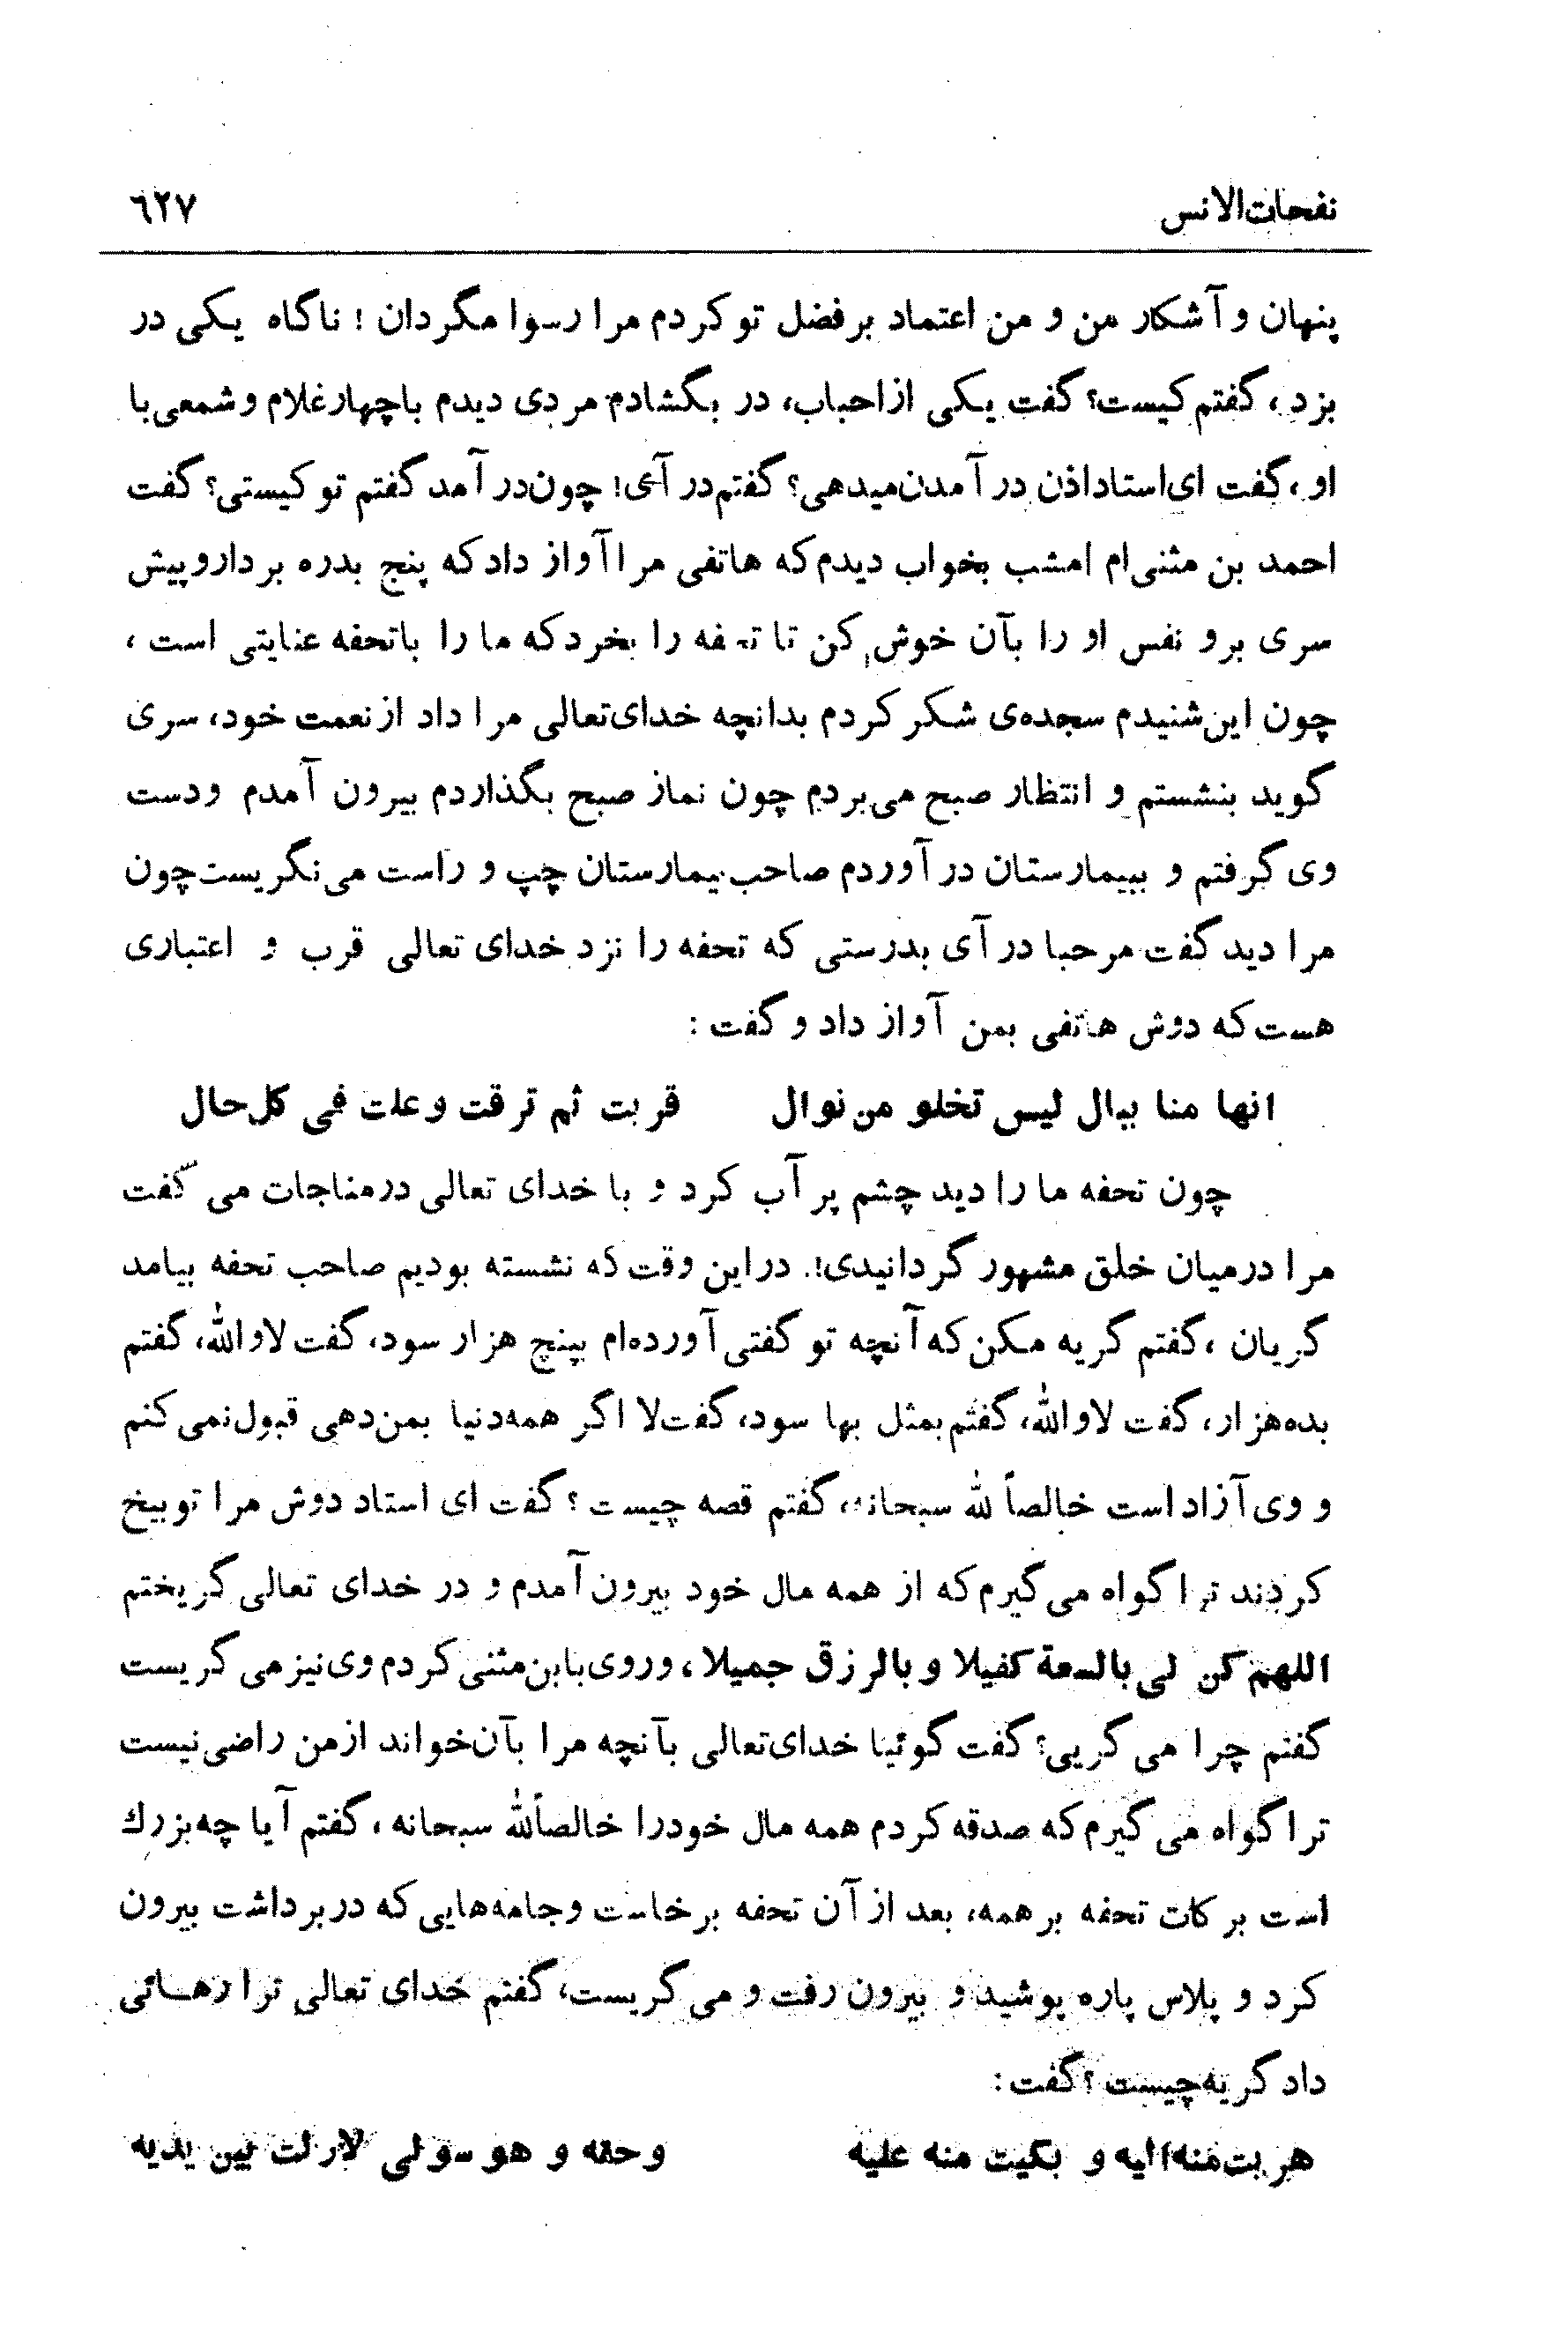 نفحات‌الانس ٦٢٧
پنهان و آشکار من و من اعتماد برفضل تو کردم مرا رسوا مگردان ! ناگاه یکی در
بزد، گفتم کیست؟ گفت یکی از احباب، در بگشادم مردی دیدم باچهارغلام و شمعی با
او، گفت ای‌استاداذن در آمدن‌میدهی؟ گفتم‌در آی! چون‌در آمد گفتم تو کیستی؟ گفت
احمد بن مثنی‌ام امشب بخواب دیدم‌که هاتفی مرا آواز داد که پنج بدره بردار و پیش
سری برو نفس او را بآن خوش کن تا تحفه را بخرد که ما را باتحفه عنایتی است ،
چون این‌شنیدم سجده‌ی شکر کردم بدانچه خدای‌تعالی مرا داد از نعمت خود، سری
گوید بنشستم و انتظار صبح می‌بردم چون نماز صبح بگذاردم بیرون آمدم ودست
وی گرفتم و ببیمارستان در آوردم صاحب‌بیمارستان چپ و راست می‌نگریست‌چون
مرا دید گفت مرحبا در آی بدرستی که تحفه را نزد خدای تعالی قرب و اعتباری
هست‌که دوش هاتفی بمن آواز داد و گفت :
انها منا ببال لیس تخلو من نوال قربت ثم ترقت وعلت فی کل‌حال
چون تحفه ما را دید چشم پر آب کرد و با خدای تعالی درمناجات می گفت
مرا درمیان خلق مشهور گردانیدی!. دراین وقت که نشسته بودیم صاحب تحفه بیامد
گریان ،گفتم گریه مکن‌که آنچه تو گفتی آورده‌ام بپنج هزار سود، گفت لاوالله، گفتم
بده‌هزار، گفت لاوالله، گفتم‌بمثل بها سود، گفت‌لا اگر همه‌دنیا بمن‌دهی قبول‌نمی‌کنم
و وی آزاد است خالصاً لله سبحانه، گفتم قصه چیست ؟ گفت ای استاد دوش مرا توبیخ
کردند ترا گواه می‌گیرم‌که از همه مال خود بیرون آمدم و در خدای تعالی گریختم
اللهم کن لی بالسعة کفیلا و بالرزق جمیلا ، وروی‌بابن‌مثنی‌کردم وی‌نیزمی گریست
گفتم چرا می گریی؟ گفت گوئیا خدای‌تعالی بآنچه مرا بآن‌خواند ازمن راضی‌نیست
ترا گواه می گیرم‌که صدقه کردم همه مال خودرا خالصاًلله سبحانه ، گفتم آیا چه‌بزرك
است برکات تحفه برهمه، بعد از آن تحفه برخاست وجامه‌هایی که دربرداشت بیرون
کرد و پلاس پاره پوشید و بیرون رفت و می گریست، گفتم خدای تعالی ترا رهائی
داد گریه‌چیست ؟ گفت :
هربت‌منه‌الیه و بکیت منه علیه وحقه و هو سولی لازلت بین یدیه